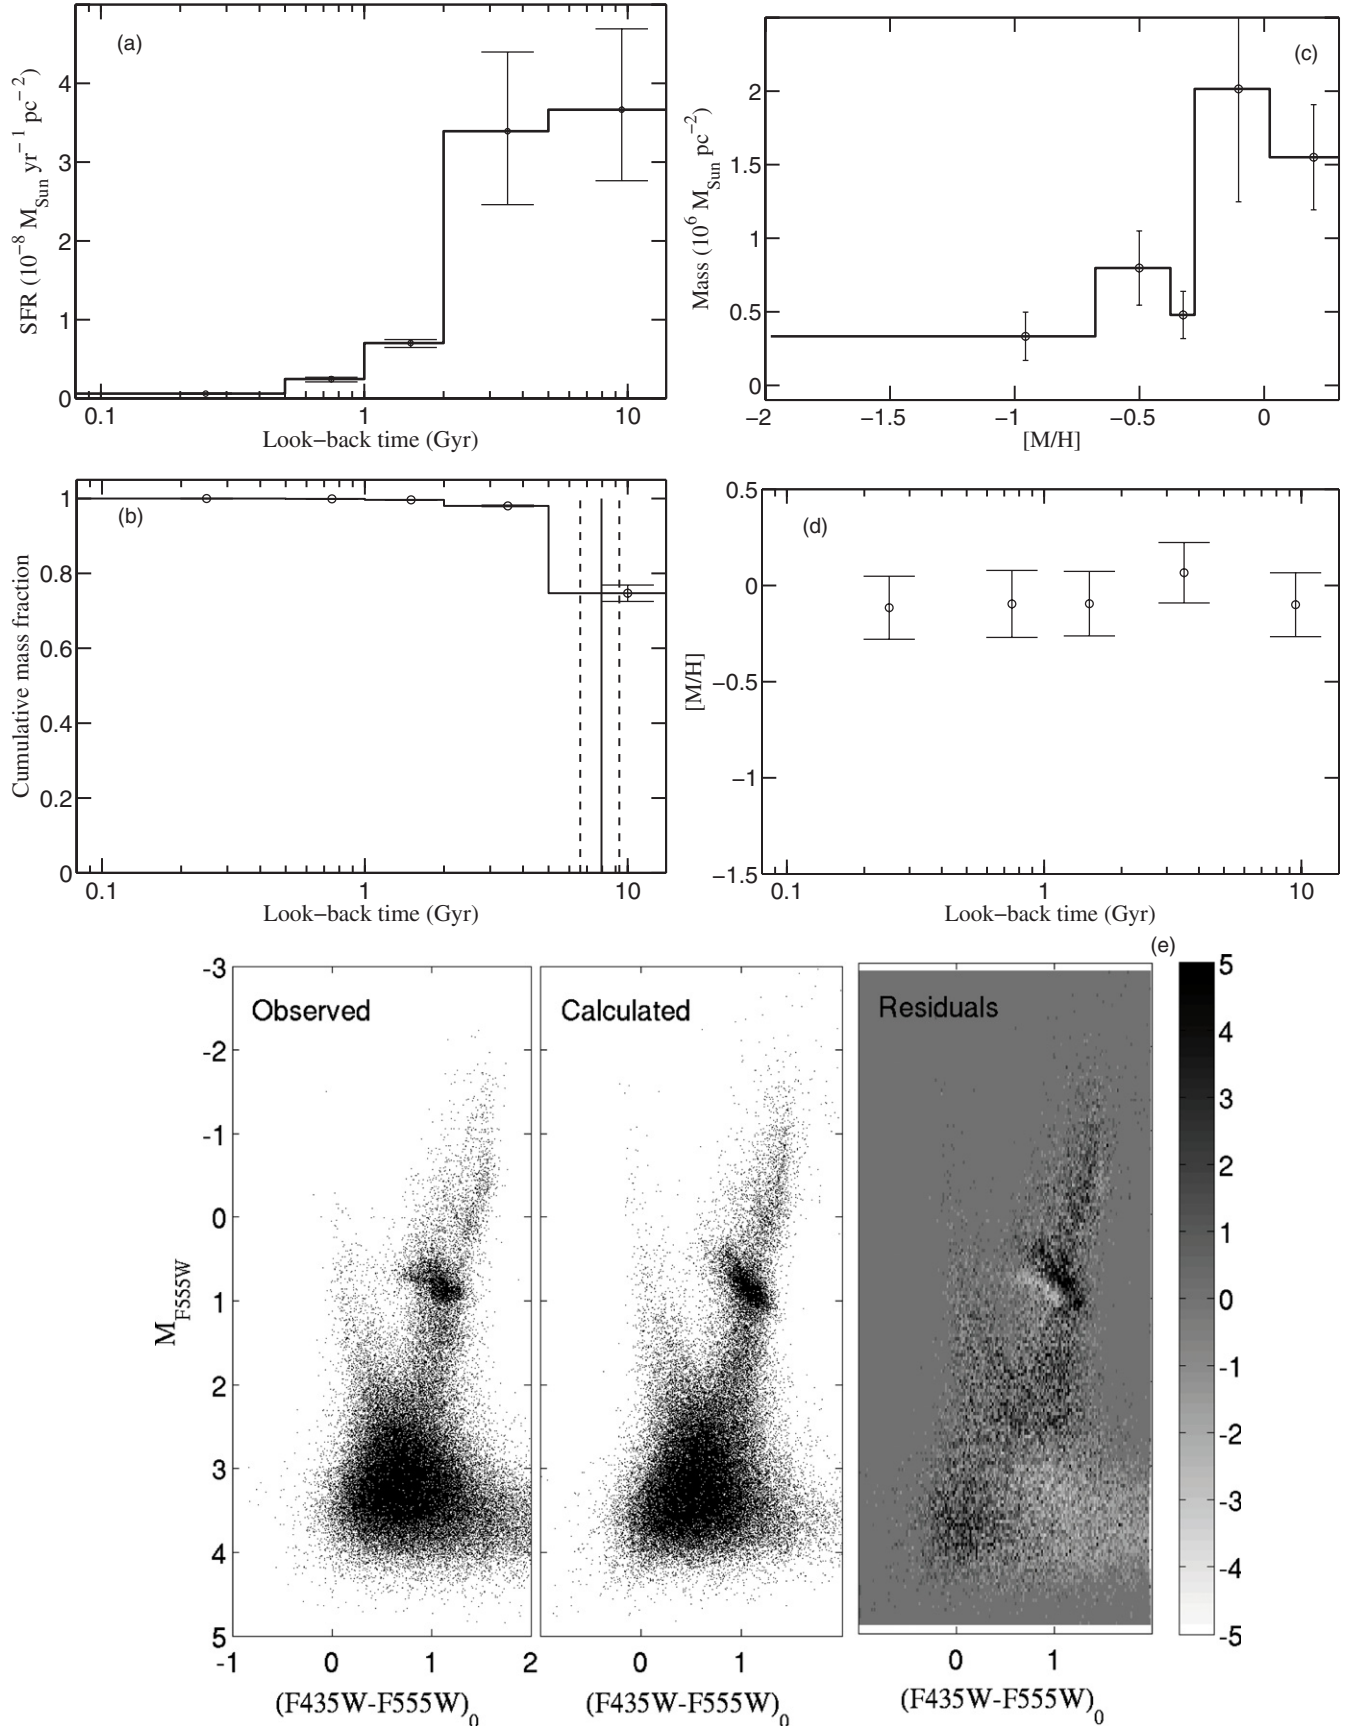 (a)
4
3
2
1
0
SFR (10⁻⁸ M_Sun yr⁻¹ pc⁻²)
0.1 1 10
Look−back time (Gyr)
(c)
2
1.5
1
0.5
0
Mass (10⁶ M_Sun pc⁻²)
−2 −1.5 −1 −0.5 0
[M/H]
(b)
1
0.8
0.6
0.4
0.2
0
Cumulative mass fraction
0.1 1 10
Look−back time (Gyr)
(d)
0.5
0
−0.5
−1
−1.5
[M/H]
0.1 1 10
Look−back time (Gyr)
(e)
Observed
Calculated
Residuals
-3
-2
-1
0
1
2
3
4
5
M_F555W
5
4
3
2
1
0
-1
-2
-3
-4
-5
-1 0 1 2
0 1
0 1
(F435W-F555W)₀
(F435W-F555W)₀
(F435W-F555W)₀